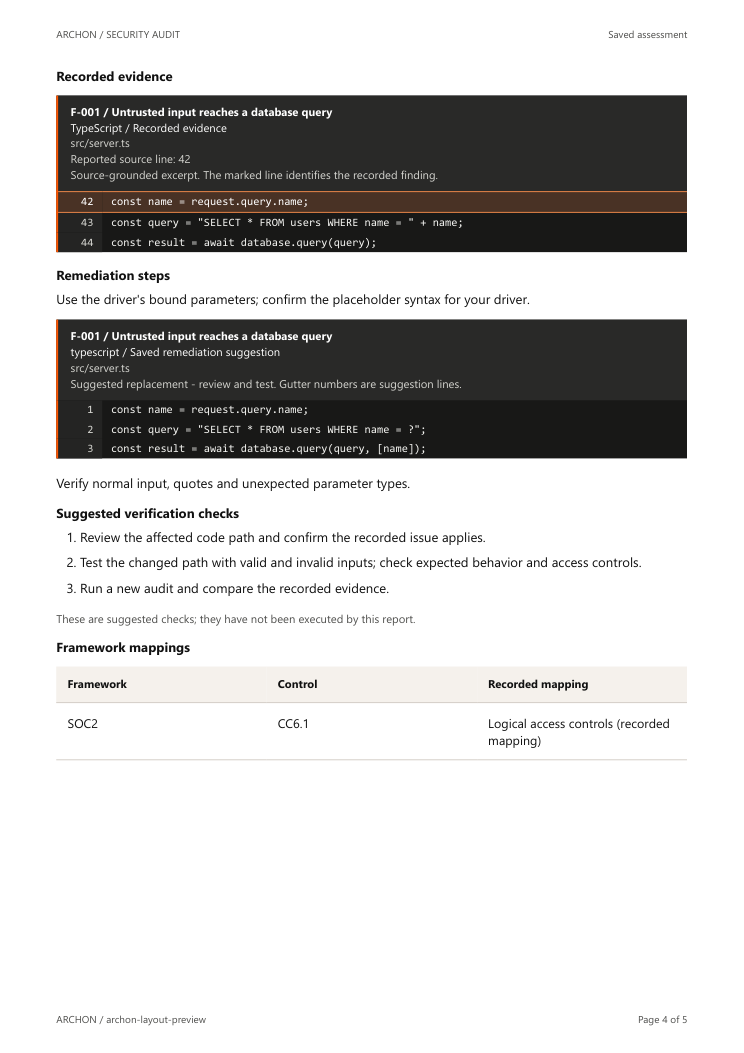 ARCHON / SECURITY AUDIT
Saved assessment
Recorded evidence
F-001 / Untrusted input reaches a database query
TypeScript / Recorded evidence
src/server.ts
Reported source line: 42
Source-grounded excerpt. The marked line identifies the recorded finding.
42 const name = request.query.name;
43 const query = "SELECT * FROM users WHERE name = " + name;
44 const result = await database.query(query);
Remediation steps
Use the driver's bound parameters; confirm the placeholder syntax for your driver.
F-001 / Untrusted input reaches a database query
typescript / Saved remediation suggestion
src/server.ts
Suggested replacement - review and test. Gutter numbers are suggestion lines.
1 const name = request.query.name;
2 const query = "SELECT * FROM users WHERE name = ?";
3 const result = await database.query(query, [name]);
Verify normal input, quotes and unexpected parameter types.
Suggested verification checks
1. Review the affected code path and confirm the recorded issue applies.
2. Test the changed path with valid and invalid inputs; check expected behavior and access controls.
3. Run a new audit and compare the recorded evidence.
These are suggested checks; they have not been executed by this report.
Framework mappings
Framework Control Recorded mapping
SOC2 CC6.1 Logical access controls (recorded
mapping)
ARCHON / archon-layout-preview
Page 4 of 5